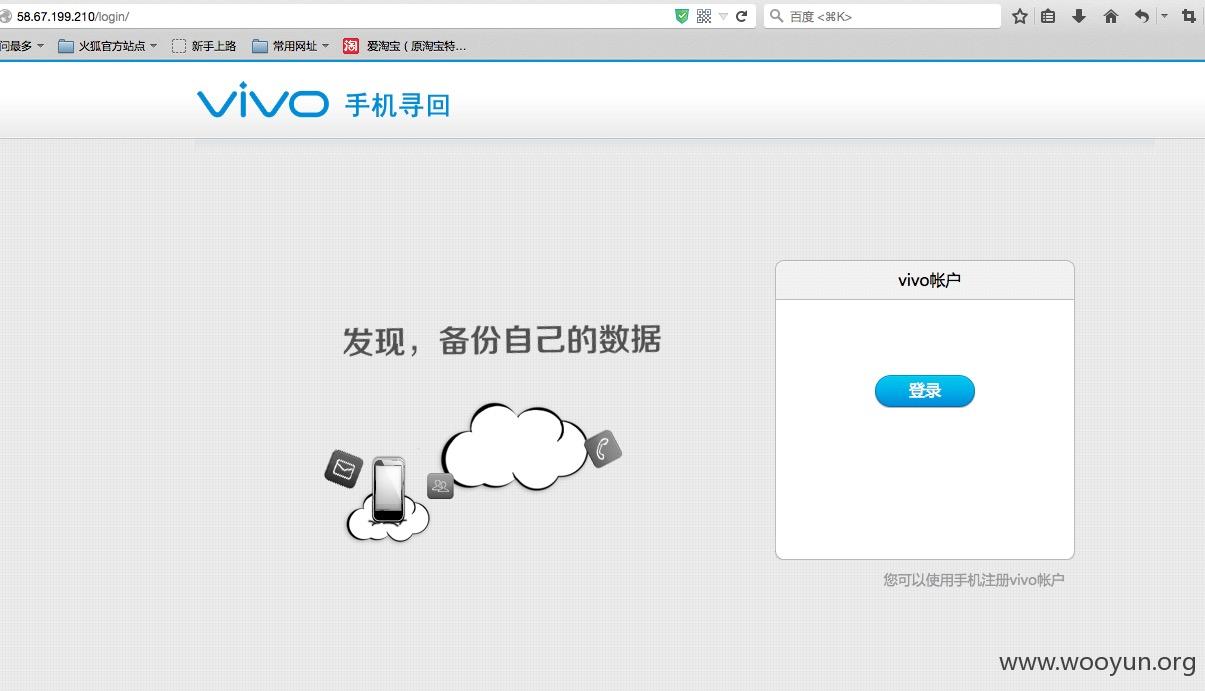 58.67.199.210/login/
百度 <⌘K>
问最多 火狐官方站点 新手上路 常用网址 淘 爱淘宝 ( 原淘宝特...
vivo 手机寻回
vivo帐户
发现，备份自己的数据
登录
您可以使用手机注册vivo帐户
www.wooyun.org